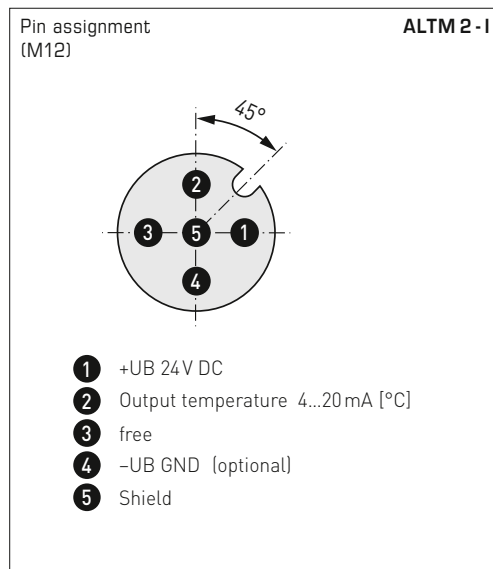 Pin assignment ALTM 2 - I
(M12)
45°
2
3 5 1
4
1 +UB 24 V DC
2 Output temperature 4...20 mA [°C]
3 free
4 –UB GND (optional)
5 Shield